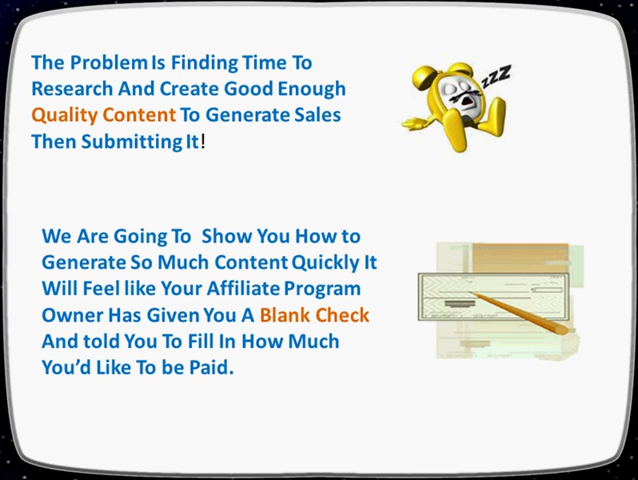 The Problem Is Finding Time To
Research And Create Good Enough
Quality Content To Generate Sales
Then Submitting It!
zzz
We Are Going To  Show You How to
Generate So Much Content Quickly It
Will Feel like Your Affiliate Program
Owner Has Given You A Blank Check
And told You To Fill In How Much
You’d Like To be Paid.